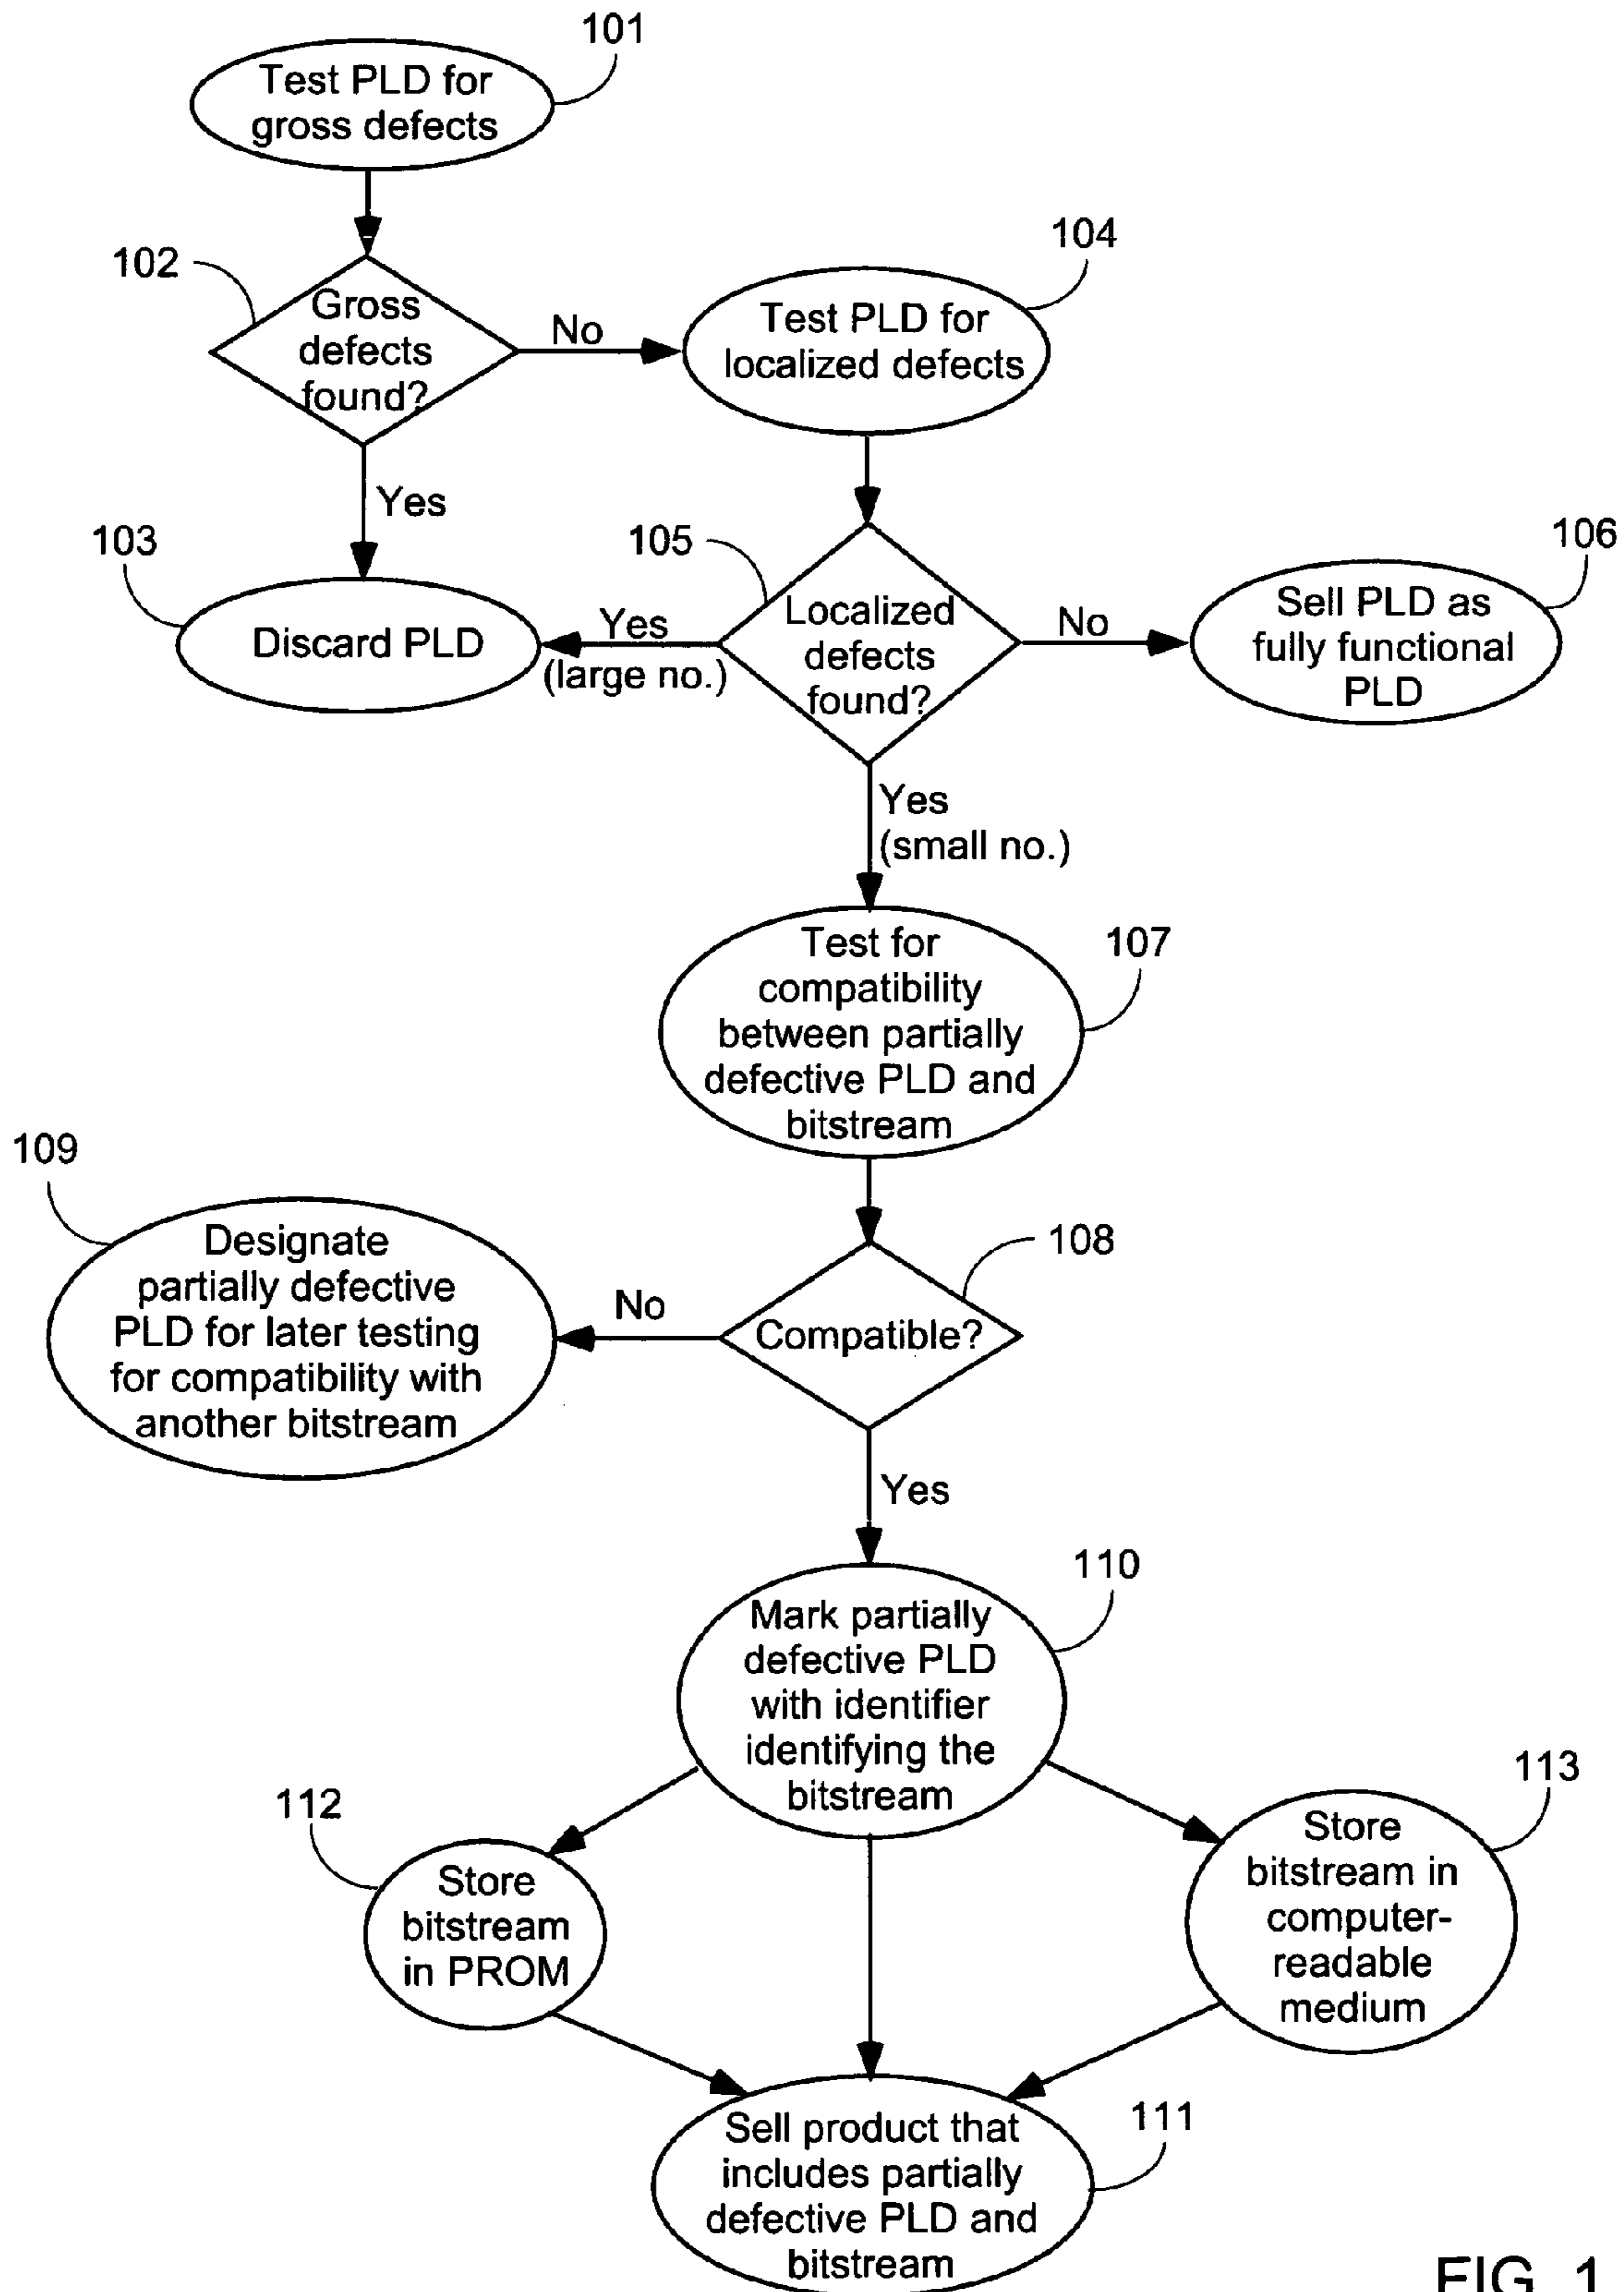 101
Test PLD for
gross defects
102
Gross
defects
found?
No
104
Test PLD for
localized defects
Yes
103
Discard PLD
Yes
(large no.)
105
Localized
defects
found?
No
106
Sell PLD as
fully functional
PLD
Yes
(small no.)
107
Test for
compatibility
between partially
defective PLD and
bitstream
109
Designate
partially defective
PLD for later testing
for compatibility with
another bitstream
No
108
Compatible?
Yes
110
Mark partially
defective PLD
with identifier
identifying the
bitstream
112
Store
bitstream
in PROM
113
Store
bitstream in
computer-
readable
medium
111
Sell product that
includes partially
defective PLD and
bitstream
FIG. 1